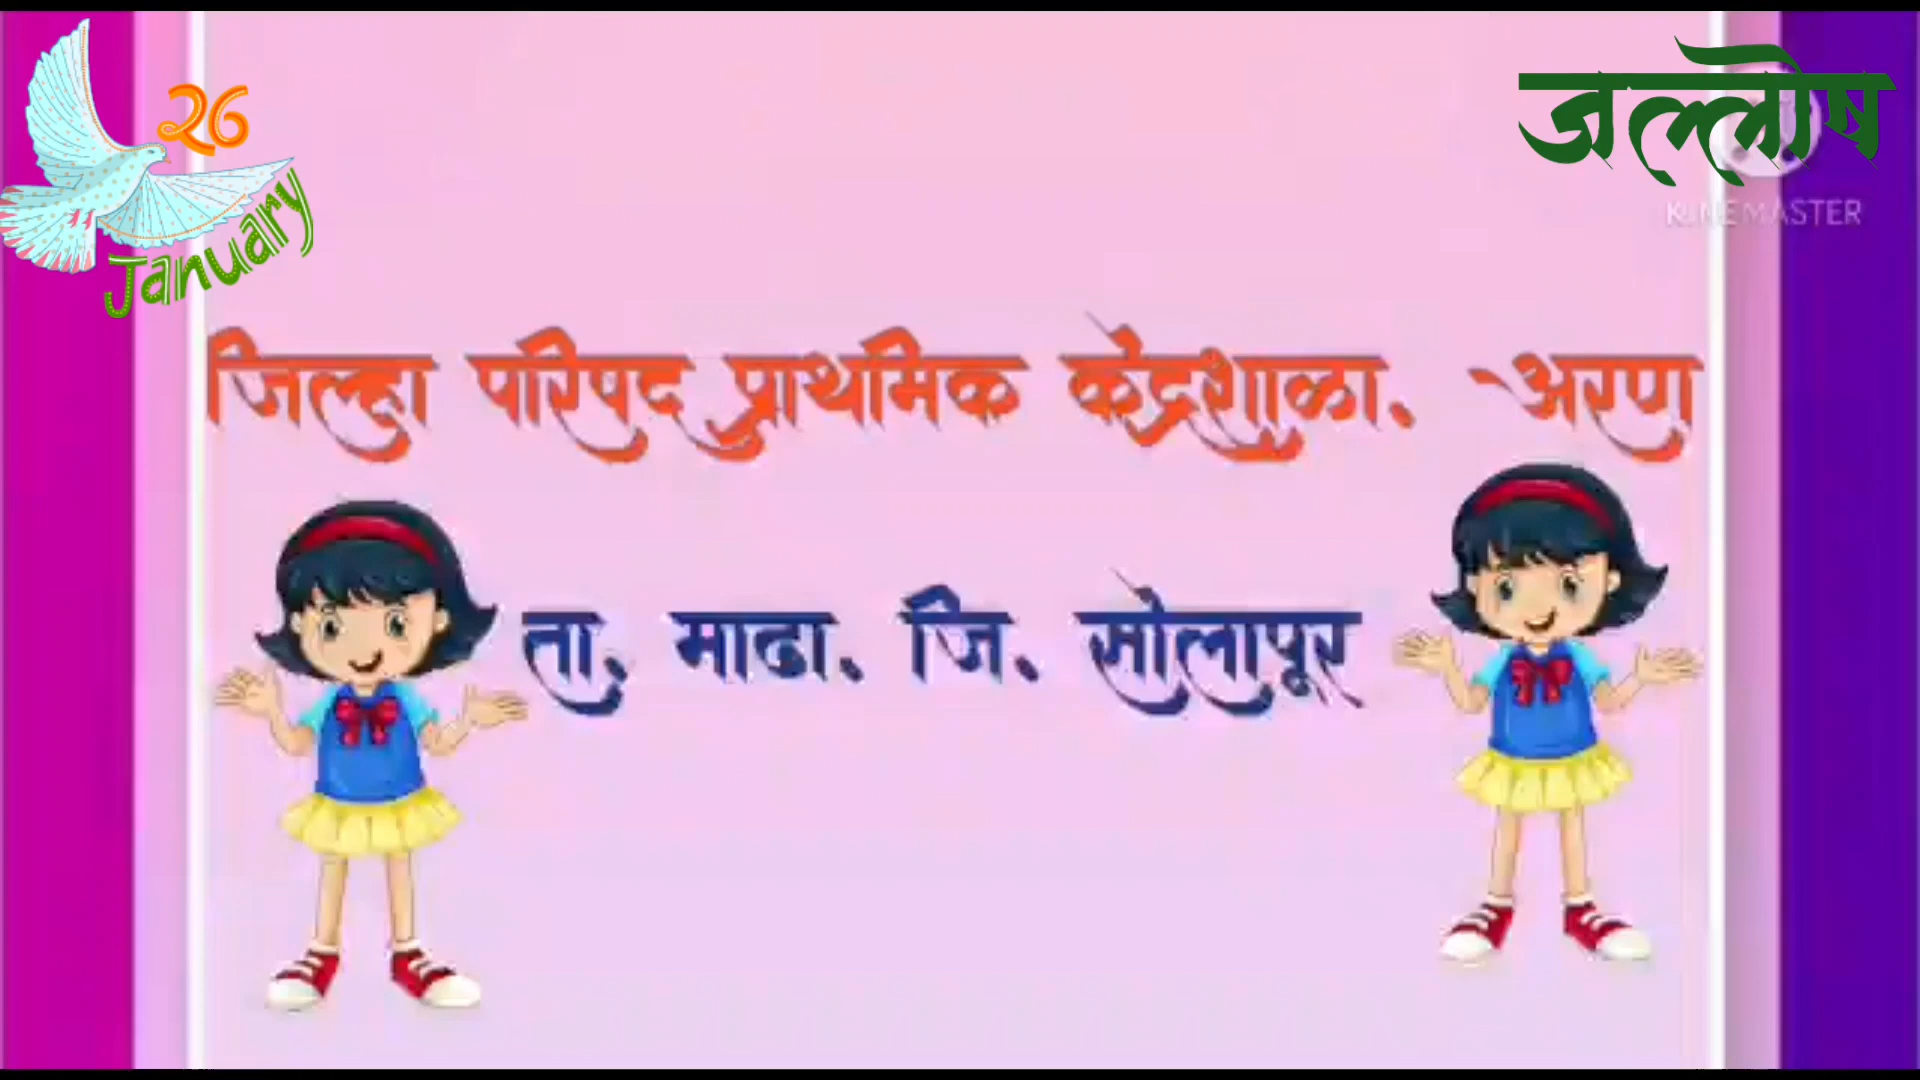 २६
January
जल्लोष
KINEMASTER
जिल्हा परिषद प्राथमिक केंद्रशाळा. अरण
ता. माढा. जि. सोलापूर